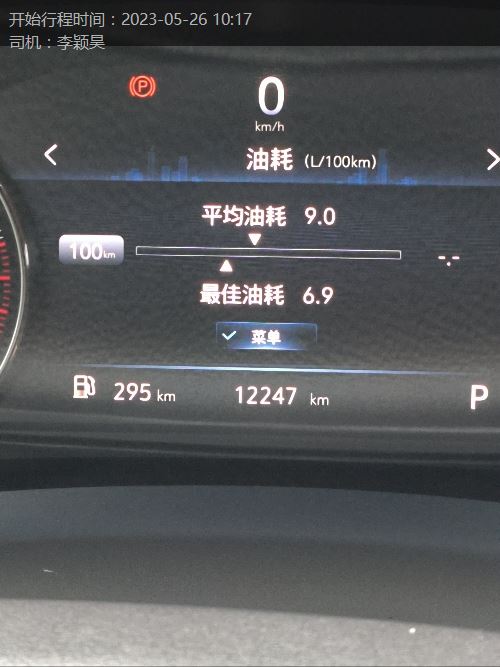 开始行程时间：2023-05-26 10:17
司机：李颖昊
P
0
km/h
油耗 (L/100km)
平均油耗 9.0
100km
-.-
最佳油耗 6.9
菜单
295 km 12247 km P